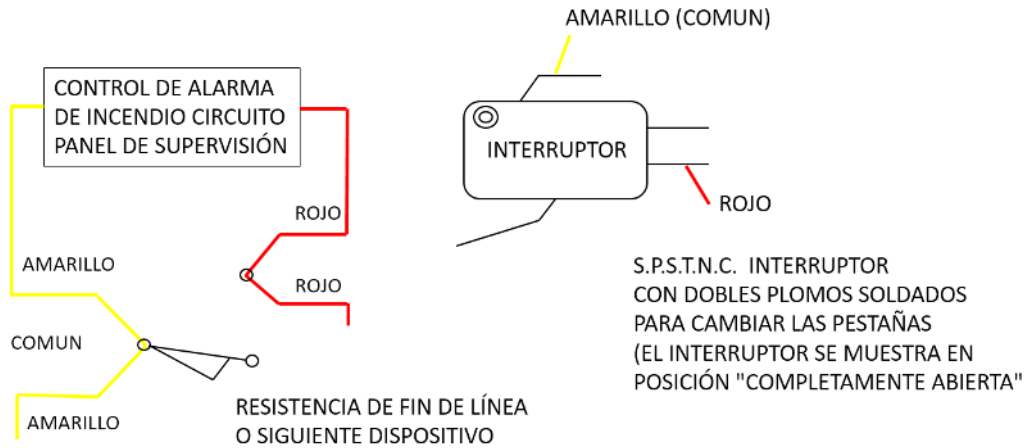 AMARILLO (COMUN)
CONTROL DE ALARMA
DE INCENDIO CIRCUITO
PANEL DE SUPERVISIÓN
INTERRUPTOR
ROJO
ROJO
AMARILLO
ROJO
COMUN
AMARILLO
RESISTENCIA DE FIN DE LÍNEA
O SIGUIENTE DISPOSITIVO
S.P.S.T.N.C. INTERRUPTOR
CON DOBLES PLOMOS SOLDADOS
PARA CAMBIAR LAS PESTAÑAS
(EL INTERRUPTOR SE MUESTRA EN
POSICIÓN "COMPLETAMENTE ABIERTA"